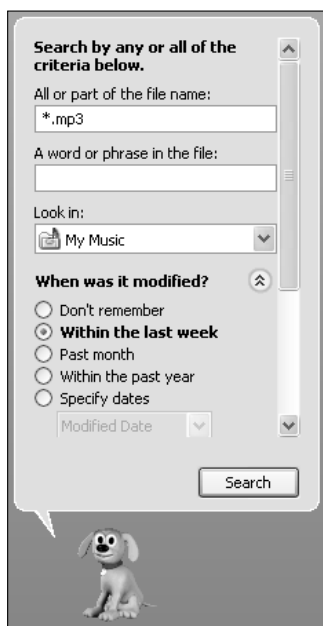 Search by any or all of the
criteria below.
All or part of the file name:
*.mp3
A word or phrase in the file:
Look in:
My Music
When was it modified?
Don't remember
Within the last week
Past month
Within the past year
Specify dates
Modified Date
Search